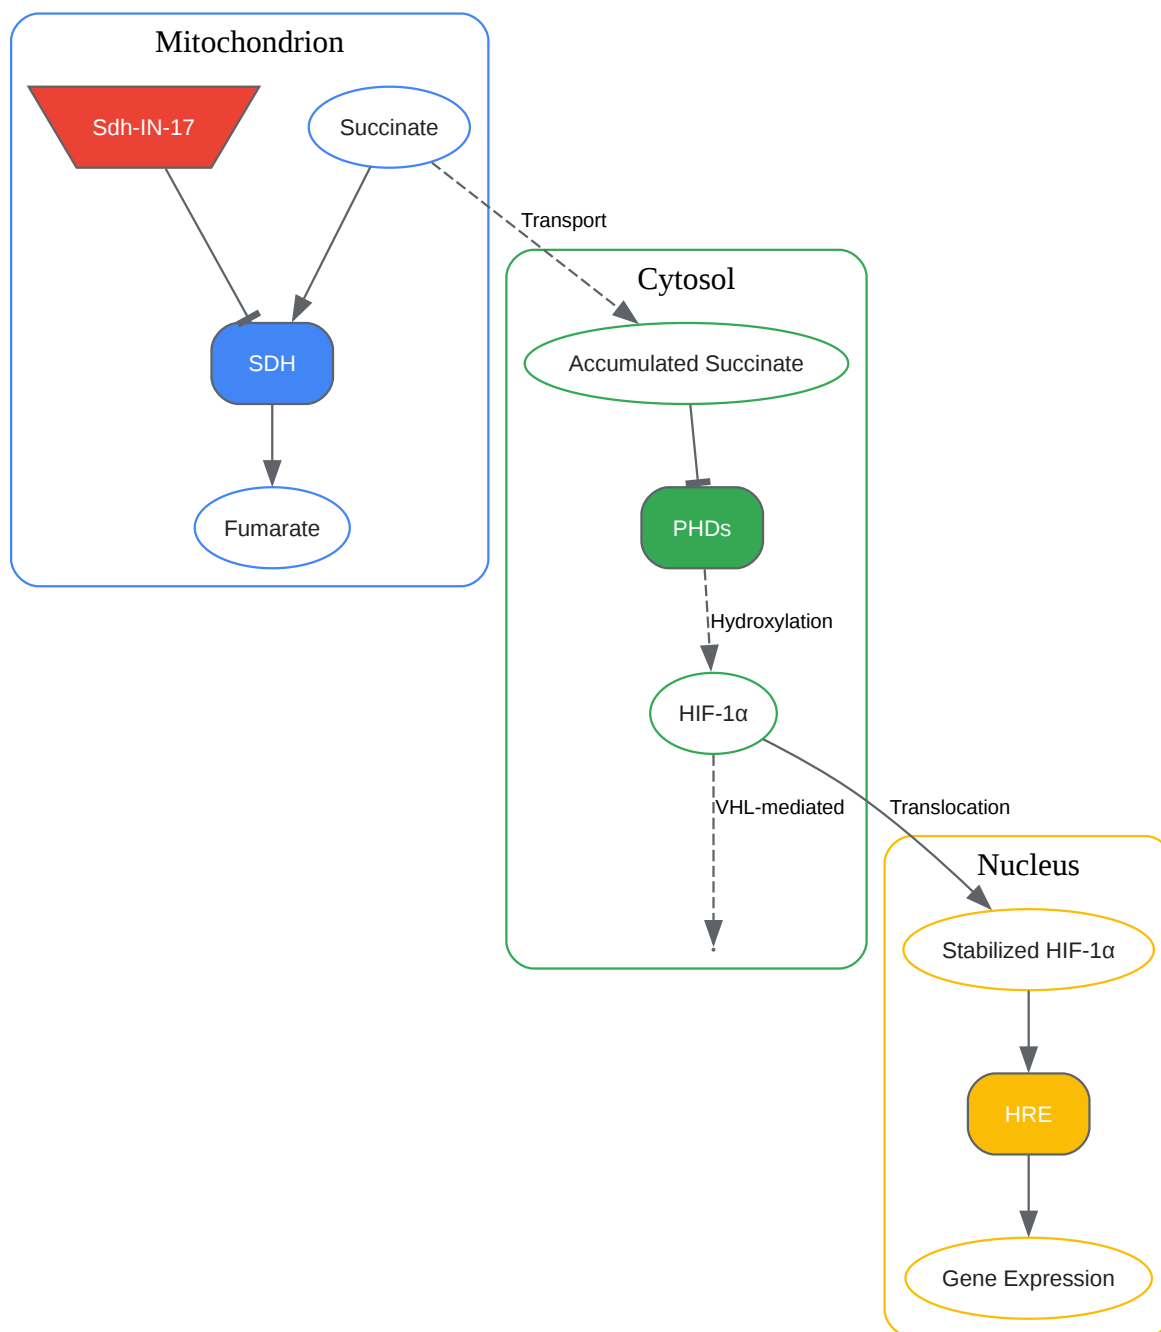 Mitochondrion
Sdh-IN-17
Succinate
Transport
Cytosol
SDH
Accumulated Succinate
Fumarate
PHDs
Hydroxylation
HIF-1α
VHL-mediated
Translocation
Nucleus
Stabilized HIF-1α
HRE
Gene Expression